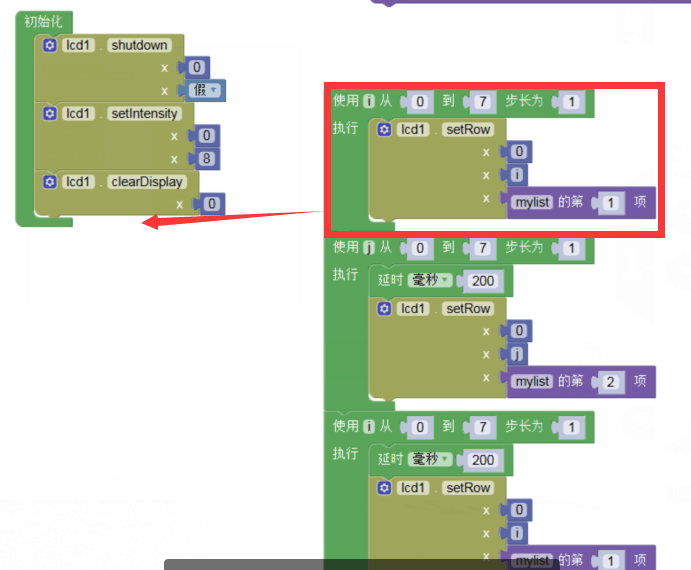 初始化
lcd1 . shutdown
x 0
x 假
lcd1 . setIntensity
x 0
x 8
lcd1 . clearDisplay
x 0
使用 i 从 0 到 7 步长为 1
执行 lcd1 . setRow
x 0
x i
x mylist 的第 1 项
使用 j 从 0 到 7 步长为 1
执行 延时 毫秒 200
lcd1 . setRow
x 0
x j
x mylist 的第 2 项
使用 i 从 0 到 7 步长为 1
执行 延时 毫秒 200
lcd1 . setRow
x 0
x i
x mylist 的第 1 项